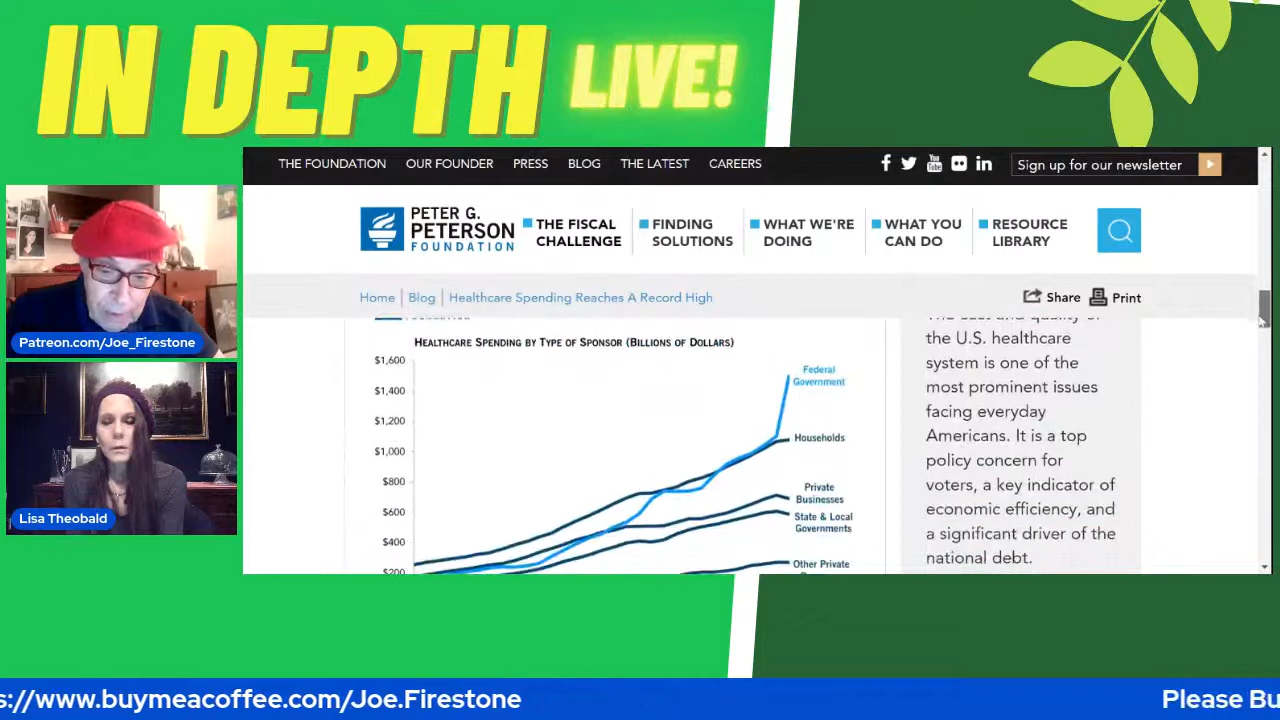 IN DEPTH LIVE!
THE FOUNDATION OUR FOUNDER PRESS BLOG THE LATEST CAREERS
Sign up for our newsletter
PETER G.
PETERSON
FOUNDATION
THE FISCAL
CHALLENGE
FINDING
SOLUTIONS
WHAT WE'RE
DOING
WHAT YOU
CAN DO
RESOURCE
LIBRARY
Home | Blog | Healthcare Spending Reaches A Record High
Share Print
HEALTHCARE SPENDING BY TYPE OF SPONSOR (BILLIONS OF DOLLARS)
$1,600
$1,400
$1,200
$1,000
$800
$600
$400
$200
Federal
Government
Households
Private
Businesses
State & Local
Governments
Other Private
the U.S. healthcare
system is one of the
most prominent issues
facing everyday
Americans. It is a top
policy concern for
voters, a key indicator of
economic efficiency, and
a significant driver of the
national debt.
Patreon.com/Joe_Firestone
Lisa Theobald
s://www.buymeacoffee.com/Joe.Firestone
Please Bu